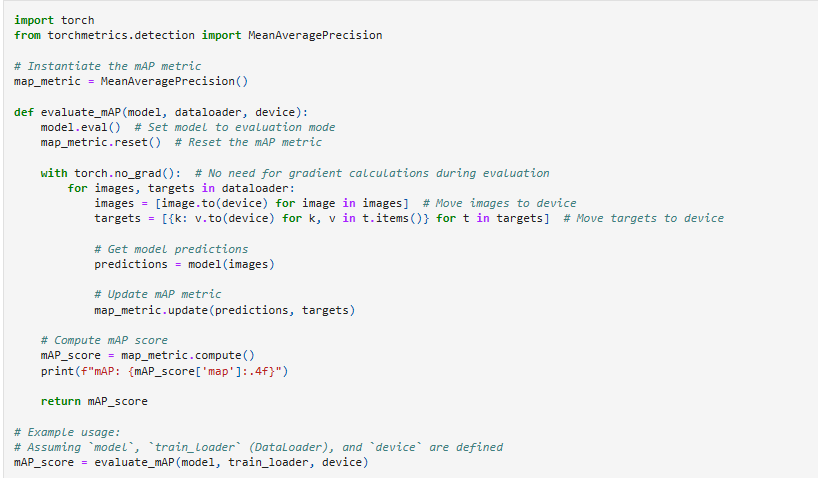 import torch
from torchmetrics.detection import MeanAveragePrecision

# Instantiate the mAP metric
map_metric = MeanAveragePrecision()

def evaluate_mAP(model, dataloader, device):
    model.eval()  # Set model to evaluation mode
    map_metric.reset()  # Reset the mAP metric

    with torch.no_grad():  # No need for gradient calculations during evaluation
        for images, targets in dataloader:
            images = [image.to(device) for image in images]  # Move images to device
            targets = [{k: v.to(device) for k, v in t.items()} for t in targets]  # Move targets to device

            # Get model predictions
            predictions = model(images)

            # Update mAP metric
            map_metric.update(predictions, targets)

    # Compute mAP score
    mAP_score = map_metric.compute()
    print(f"mAP: {mAP_score['map']:.4f}")

    return mAP_score

# Example usage:
# Assuming `model`, `train_loader` (DataLoader), and `device` are defined
mAP_score = evaluate_mAP(model, train_loader, device)